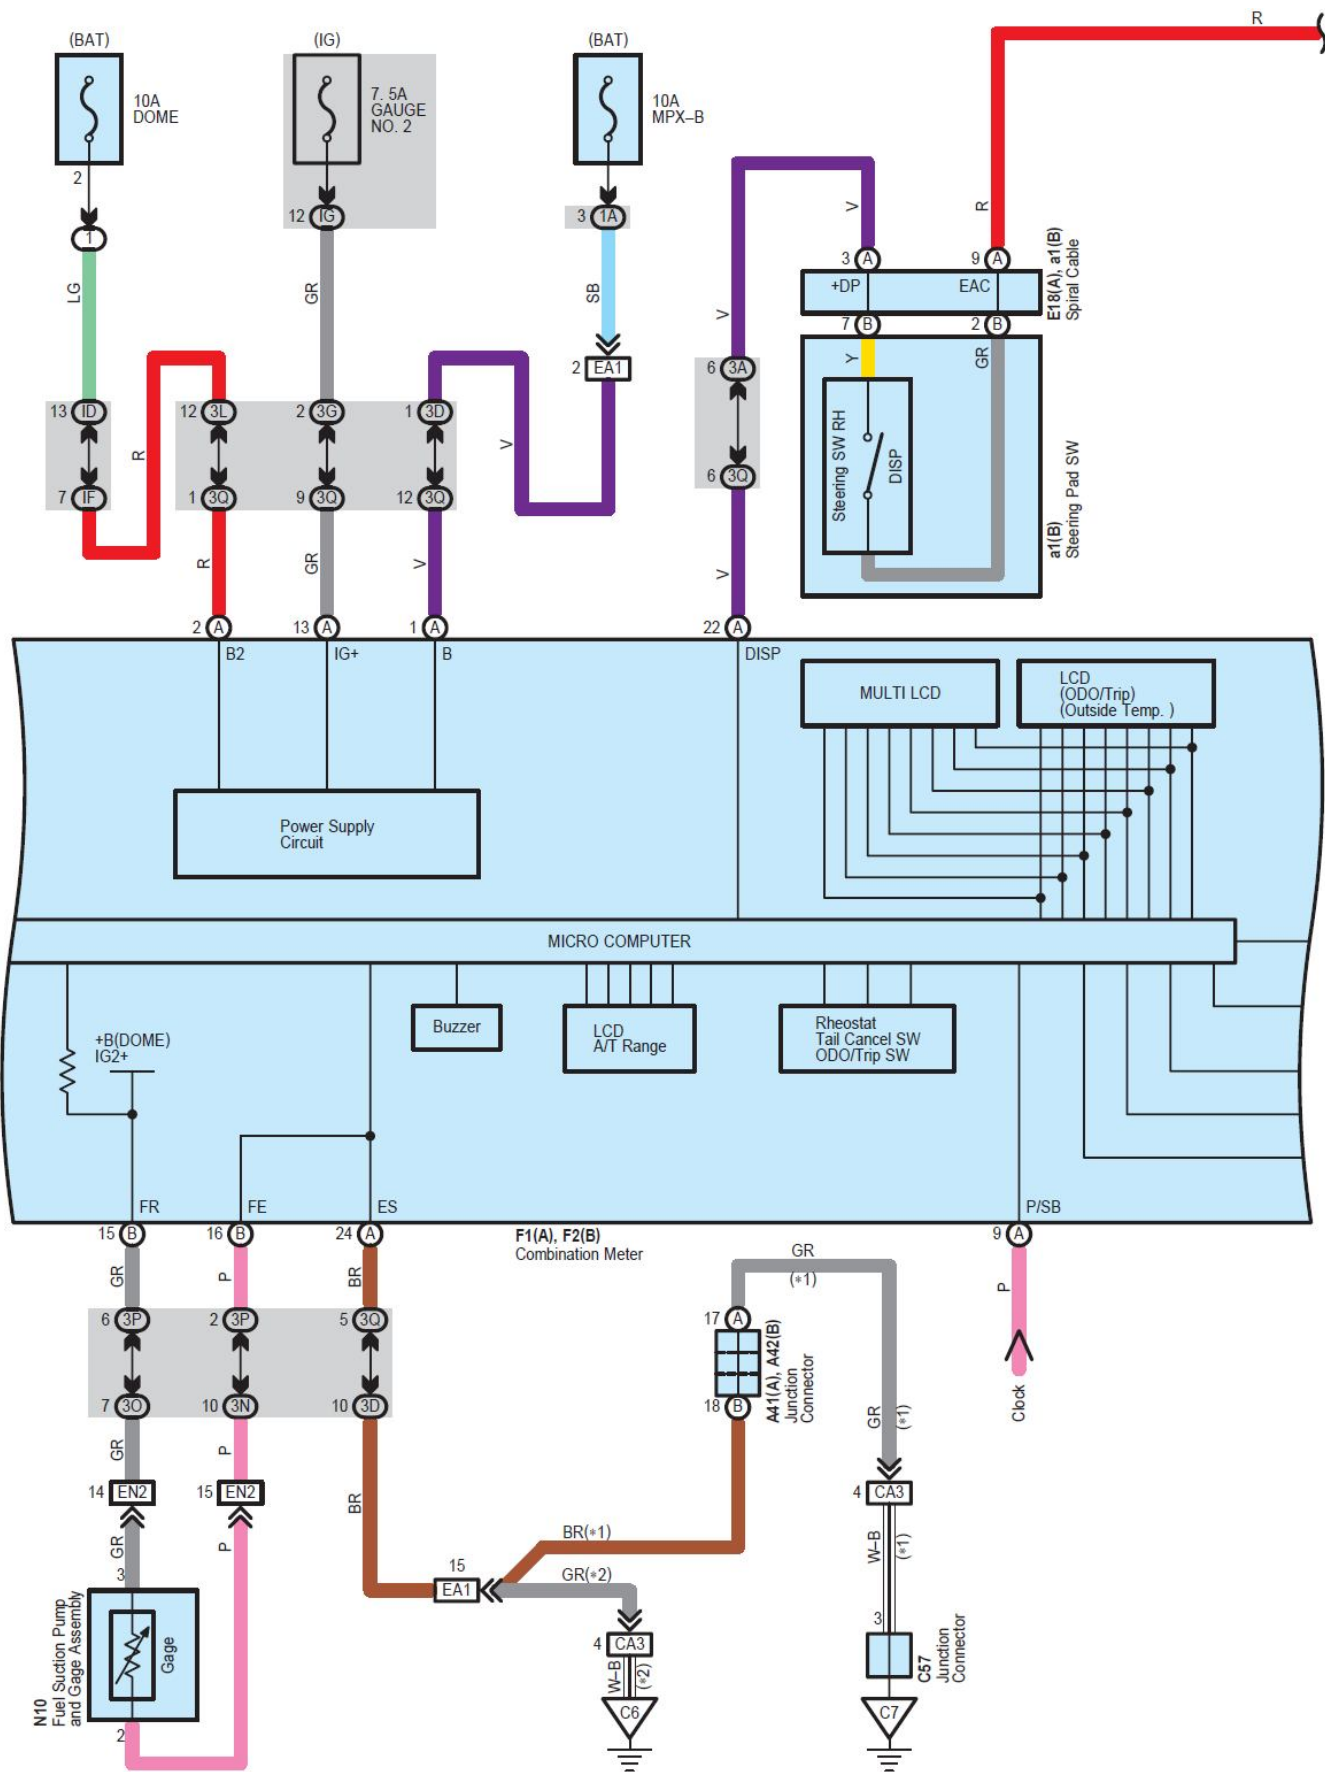 R
(BAT)
(IG)
(BAT)
10A
DOME
7. 5A
GAUGE
NO. 2
10A
MPX–B
2
1
12 IG
3 1A
LG
GR
SB
V
V
R
3 A
9 A
+DP
EAC
E18(A), a1(B)
Spiral Cable
7 B
2 B
Y
GR
2 EA1
6 3A
6 3Q
Steering SW RH
DISP
a1(B)
Steering Pad SW
13 ID
12 3L
2 3G
1 3D
R
V
7 IF
1 3Q
9 3Q
12 3Q
R
GR
V
V
2 A
13 A
1 A
22 A
B2
IG+
B
DISP
MULTI LCD
LCD
(ODO/Trip)
(Outside Temp. )
Power Supply
Circuit
MICRO COMPUTER
+B(DOME)
IG2+
Buzzer
LCD
A/T Range
Rheostat
Tail Cancel SW
ODO/Trip SW
FR
FE
ES
P/SB
15 B
16 B
24 A
9 A
F1(A), F2(B)
Combination Meter
GR
P
BR
GR
(*1)
P
6 3P
2 3P
5 3Q
17 A
A41(A), A42(B)
Junction
Connector
7 3O
10 3N
10 3D
18 B
Clock
GR
(*1)
GR
P
14 EN2
15 EN2
4 CA3
BR
GR
P
BR(*1)
W–B
(*1)
15
EA1
GR(*2)
3
N10
Fuel Suction Pump
and Gage Assembly
Gage
4 CA3
3
C57
Junction
Connector
W–B
(*2)
2
C6
C7